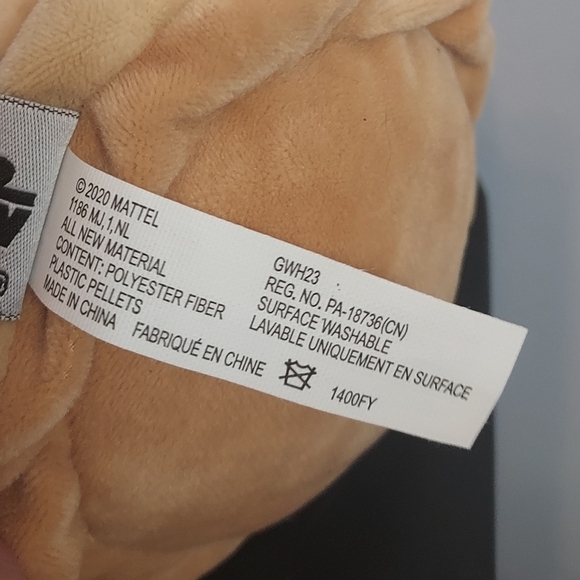 ©2020 MATTEL
1186 MJ,1,NL
ALL NEW MATERIAL
CONTENT: POLYESTER FIBER
PLASTIC PELLETS
MADE IN CHINA FABRIQUÉ EN CHINE
GWH23
REG. NO. PA-18736(CN)
SURFACE WASHABLE
LAVABLE UNIQUEMENT EN SURFACE
1400FY